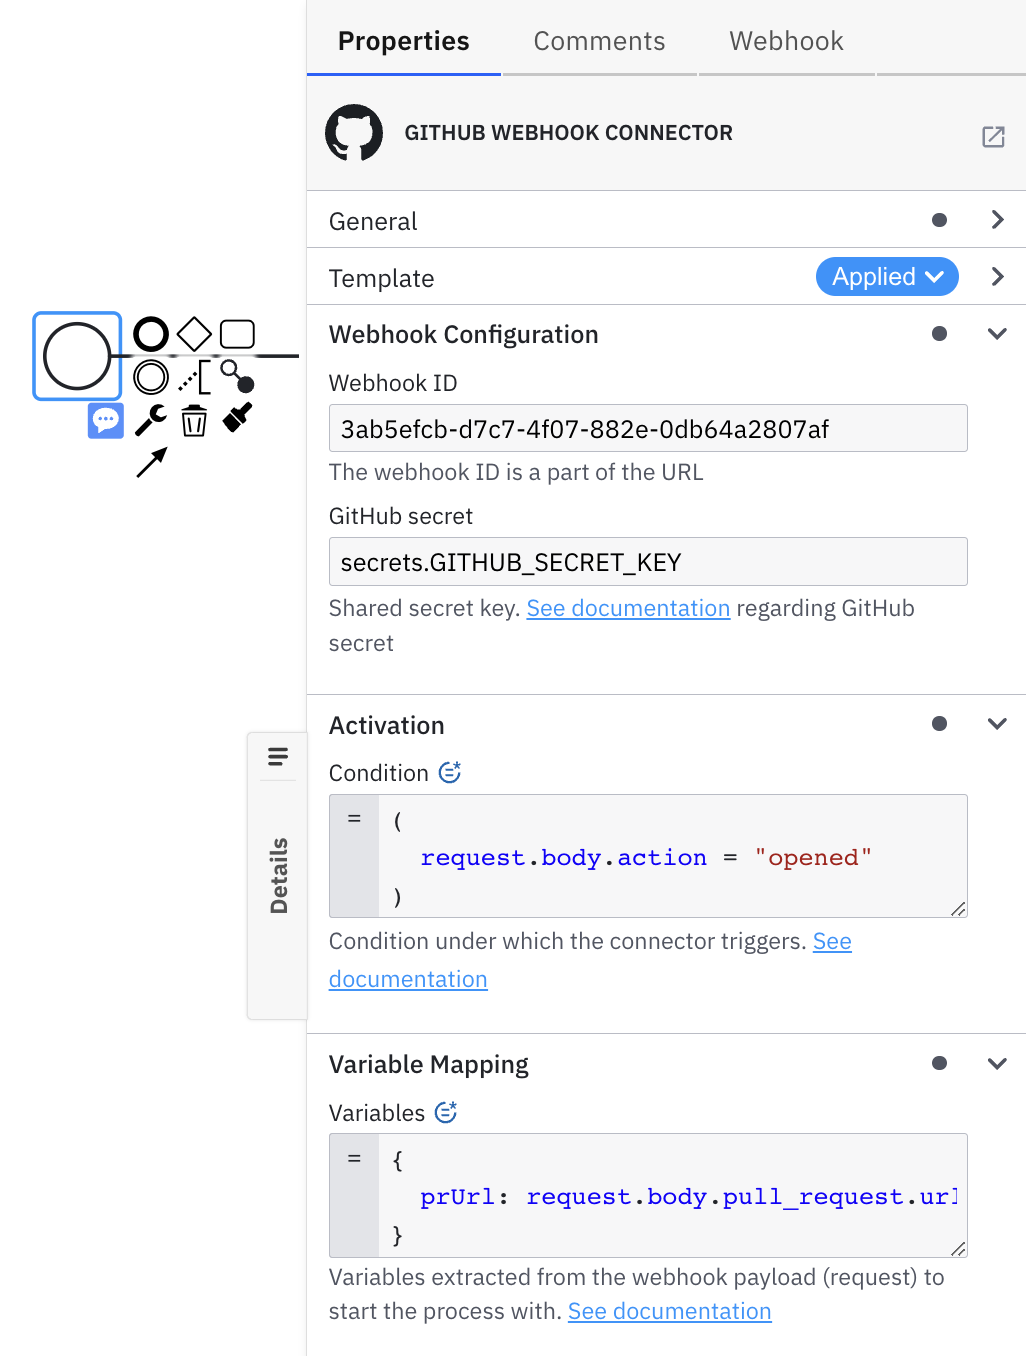 Properties
Comments
Webhook
GITHUB WEBHOOK CONNECTOR
General
Template
Applied
Webhook Configuration
Webhook ID
3ab5efcb-d7c7-4f07-882e-0db64a2807af
The webhook ID is a part of the URL
GitHub secret
secrets.GITHUB_SECRET_KEY
Shared secret key. See documentation regarding GitHub
secret
Details
Activation
Condition
= (
request.body.action = "opened"
)
Condition under which the connector triggers. See
documentation
Variable Mapping
Variables
= {
prUrl: request.body.pull_request.url
}
Variables extracted from the webhook payload (request) to
start the process with. See documentation